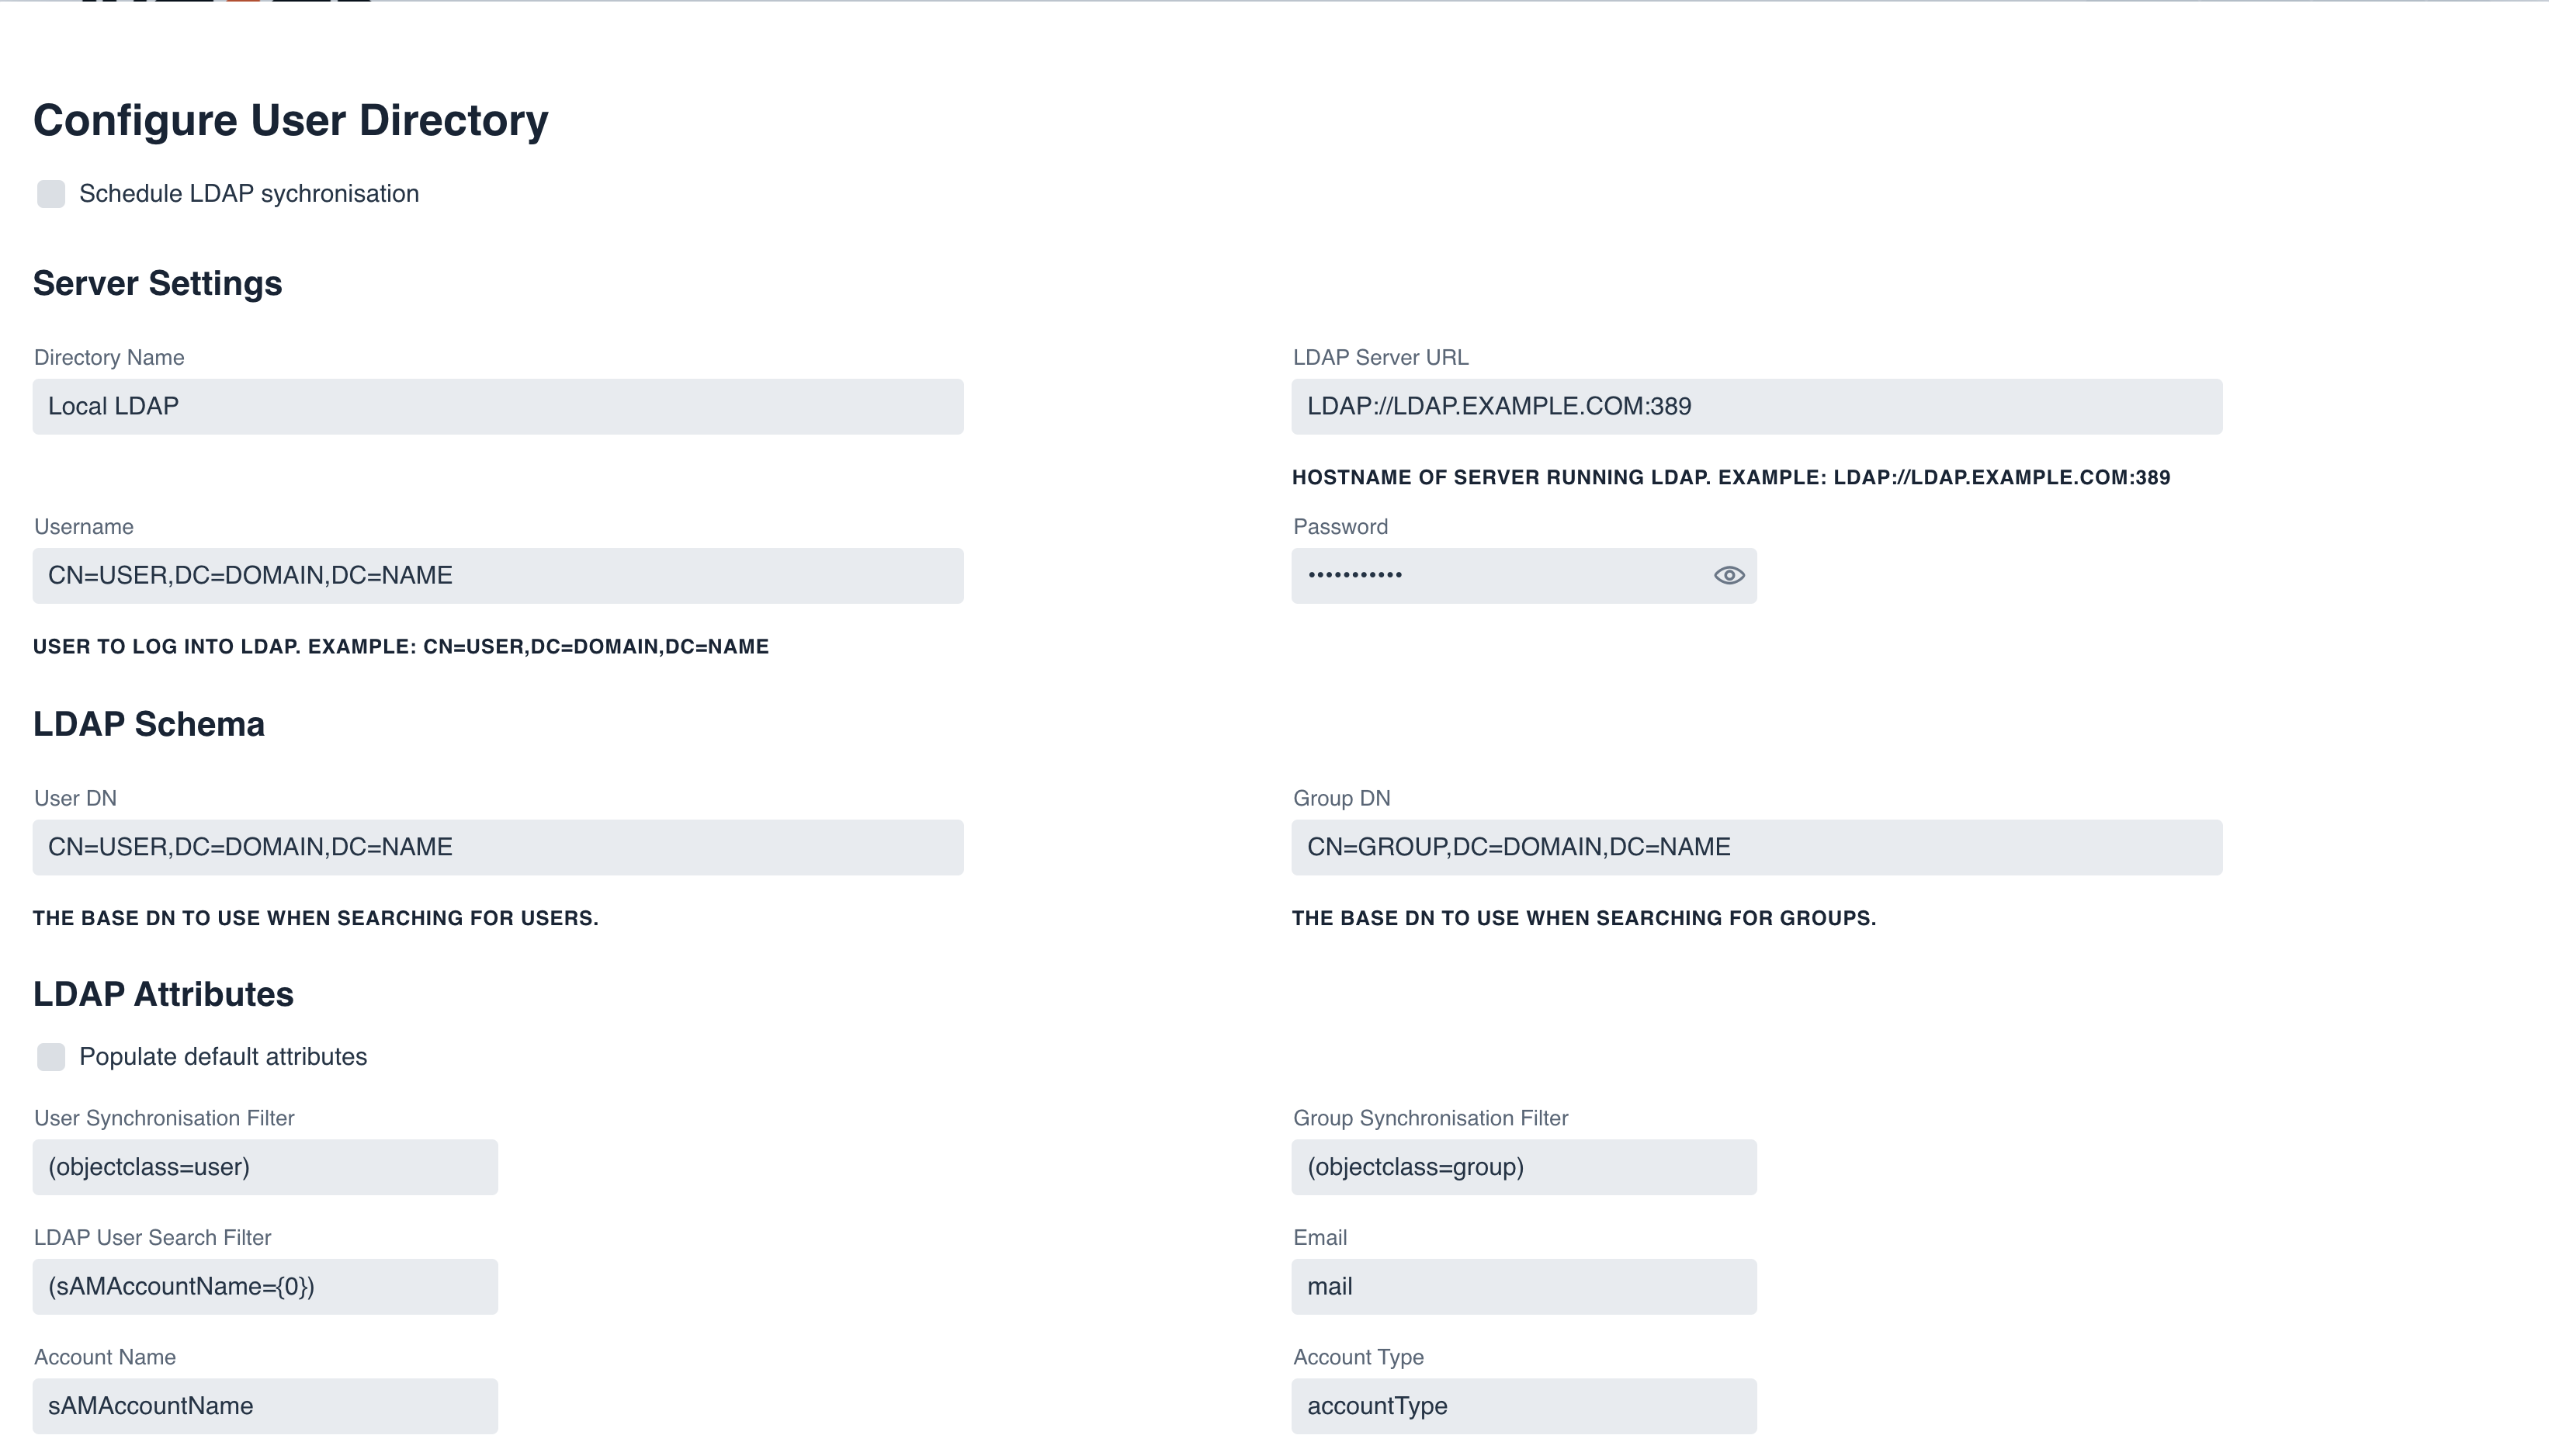 Configure User Directory
Schedule LDAP sychronisation
Server Settings
Directory Name
LDAP Server URL
Local LDAP
LDAP://LDAP.EXAMPLE.COM:389
HOSTNAME OF SERVER RUNNING LDAP. EXAMPLE: LDAP://LDAP.EXAMPLE.COM:389
Username
Password
CN=USER,DC=DOMAIN,DC=NAME
•••••••••••
USER TO LOG INTO LDAP. EXAMPLE: CN=USER,DC=DOMAIN,DC=NAME
LDAP Schema
User DN
Group DN
CN=USER,DC=DOMAIN,DC=NAME
CN=GROUP,DC=DOMAIN,DC=NAME
THE BASE DN TO USE WHEN SEARCHING FOR USERS.
THE BASE DN TO USE WHEN SEARCHING FOR GROUPS.
LDAP Attributes
Populate default attributes
User Synchronisation Filter
Group Synchronisation Filter
(objectclass=user)
(objectclass=group)
LDAP User Search Filter
Email
(sAMAccountName={0})
mail
Account Name
Account Type
sAMAccountName
accountType